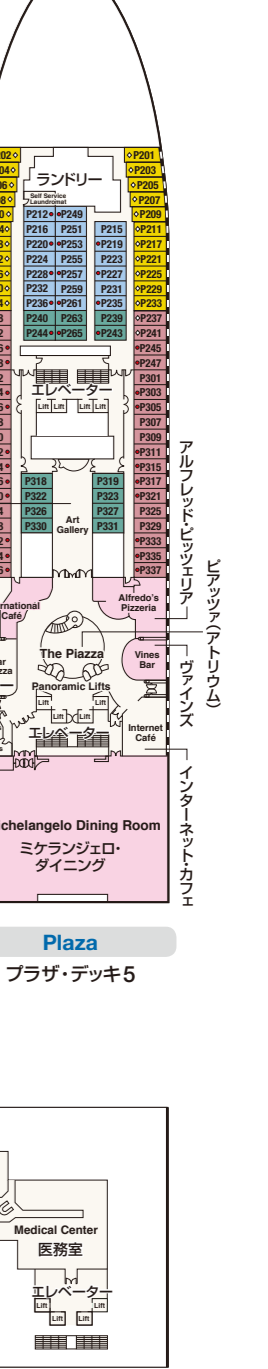 ランドリー
Self Service
Laundromat
P201
P203
P205
P207
P212 P249 P209
P216 P251 P215 P211
P220 P253 P219 P217
P224 P255 P223 P221
P228 P257 P227 P225
P232 P259 P231 P229
P236 P261 P235 P233
P240 P263 P239 P237
P244 P265 P243 P241
P245
P247
エレベーター
P301
P303
Lift Lift Lift Lift P305
P307
P309
P311
P315
P318 P319 P317
P322 P323 P321
P326 P327 P325
P330 P331 P329
Art
Gallery
P333
P335
P337
アルフレッド・ピッツェリア
Alfredo's
Pizzeria
Café
ピアッツァ(アトリウム)
The Piazza
Vines
Bar
ヴァインズ
Panoramic Lifts
Lift Lift
Lift Lift
エレベーター
Internet
Café
インターネット・カフェ
Dining Room
ミケランジェロ・
ダイニング
Plaza
プラザ・デッキ5
Medical Center
医務室
エレベーター
Lift Lift
Lift Lift